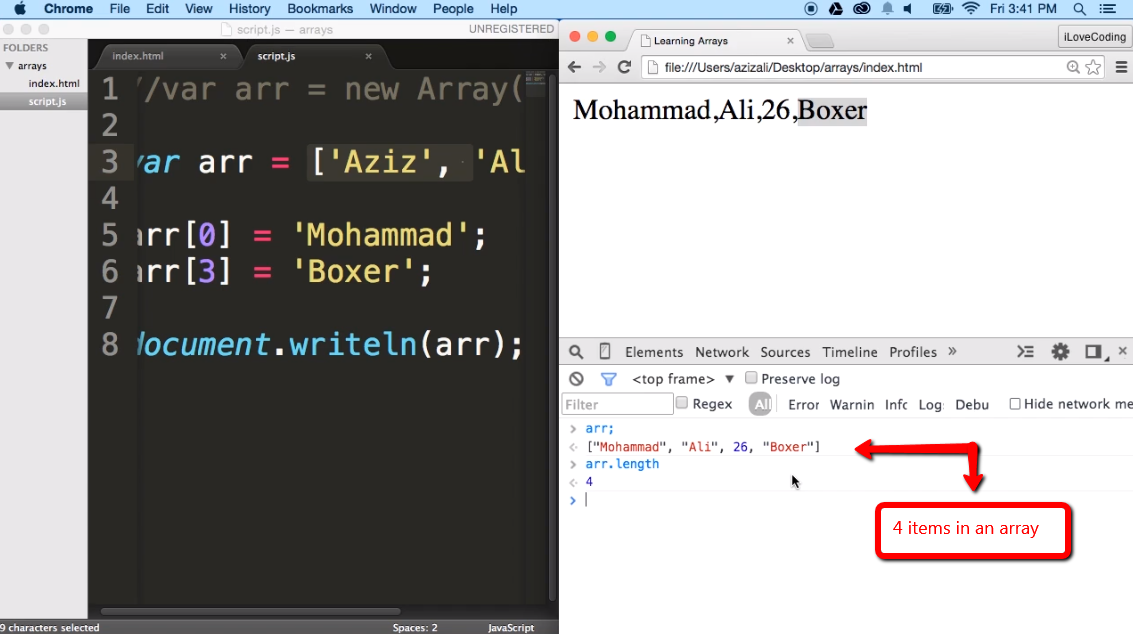 Chrome File Edit View History Bookmarks Window People Help Fri 3:41 PM
script.js — arrays UNREGISTERED
FOLDERS
arrays
index.html
script.js
index.html × script.js ×
1 //var arr = new Array(
2
3 var arr = ['Aziz', 'Al
4
5 arr[0] = 'Mohammad';
6 arr[3] = 'Boxer';
7
8 document.writeln(arr);
9 characters selected Spaces: 2 JavaScript
Learning Arrays × iLoveCoding
file:///Users/azizali/Desktop/arrays/index.html
Mohammad,Ali,26,Boxer
Elements Network Sources Timeline Profiles » ×
<top frame> ▼ Preserve log
Filter Regex All Error Warnin Info Log Debu Hide network me
> arr;
["Mohammad", "Ali", 26, "Boxer"]
> arr.length
4
>
4 items in an array